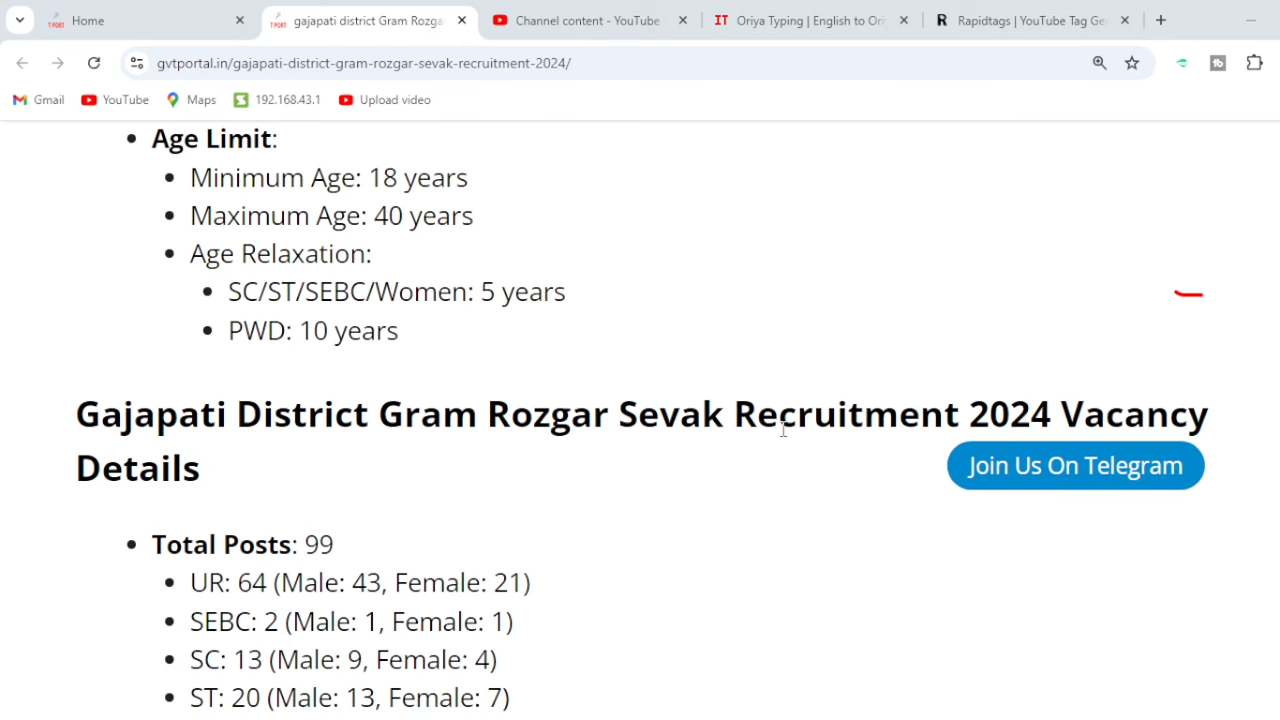 Home
gajapati district Gram Rozga
Channel content - YouTube
IT Oriya Typing | English to Ori
R Rapidtags | YouTube Tag Ge
gvtportal.in/gajapati-district-gram-rozgar-sevak-recruitment-2024/
Gmail YouTube Maps 192.168.43.1 Upload video
• Age Limit:
• Minimum Age: 18 years
• Maximum Age: 40 years
• Age Relaxation:
• SC/ST/SEBC/Women: 5 years
• PWD: 10 years
Gajapati District Gram Rozgar Sevak Recruitment 2024 Vacancy
Details
Join Us On Telegram
• Total Posts: 99
• UR: 64 (Male: 43, Female: 21)
• SEBC: 2 (Male: 1, Female: 1)
• SC: 13 (Male: 9, Female: 4)
• ST: 20 (Male: 13, Female: 7)